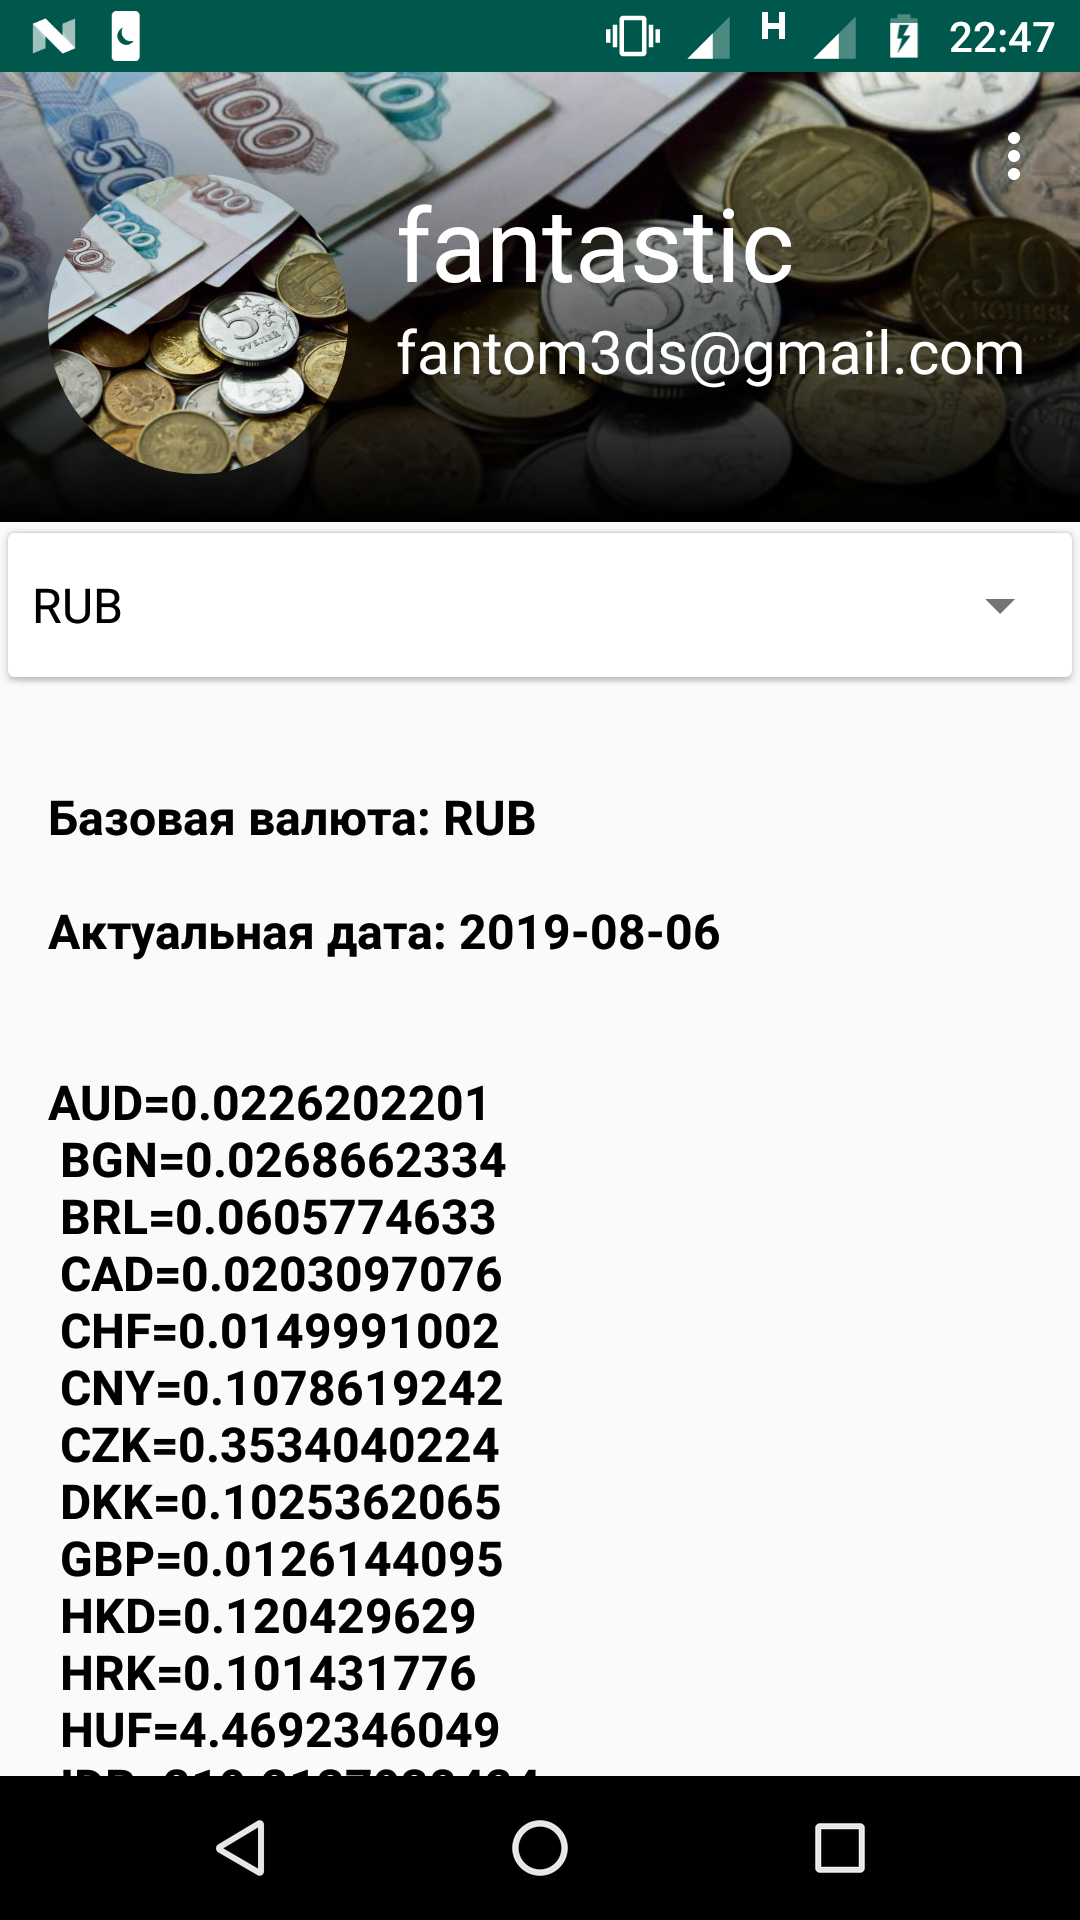 H 22:47
fantastic
fantom3ds@gmail.com
RUB
Базовая валюта: RUB
Актуальная дата: 2019-08-06
AUD=0.0226202201
BGN=0.0268662334
BRL=0.0605774633
CAD=0.0203097076
CHF=0.0149991002
CNY=0.1078619242
CZK=0.3534040224
DKK=0.1025362065
GBP=0.0126144095
HKD=0.120429629
HRK=0.101431776
HUF=4.4692346049